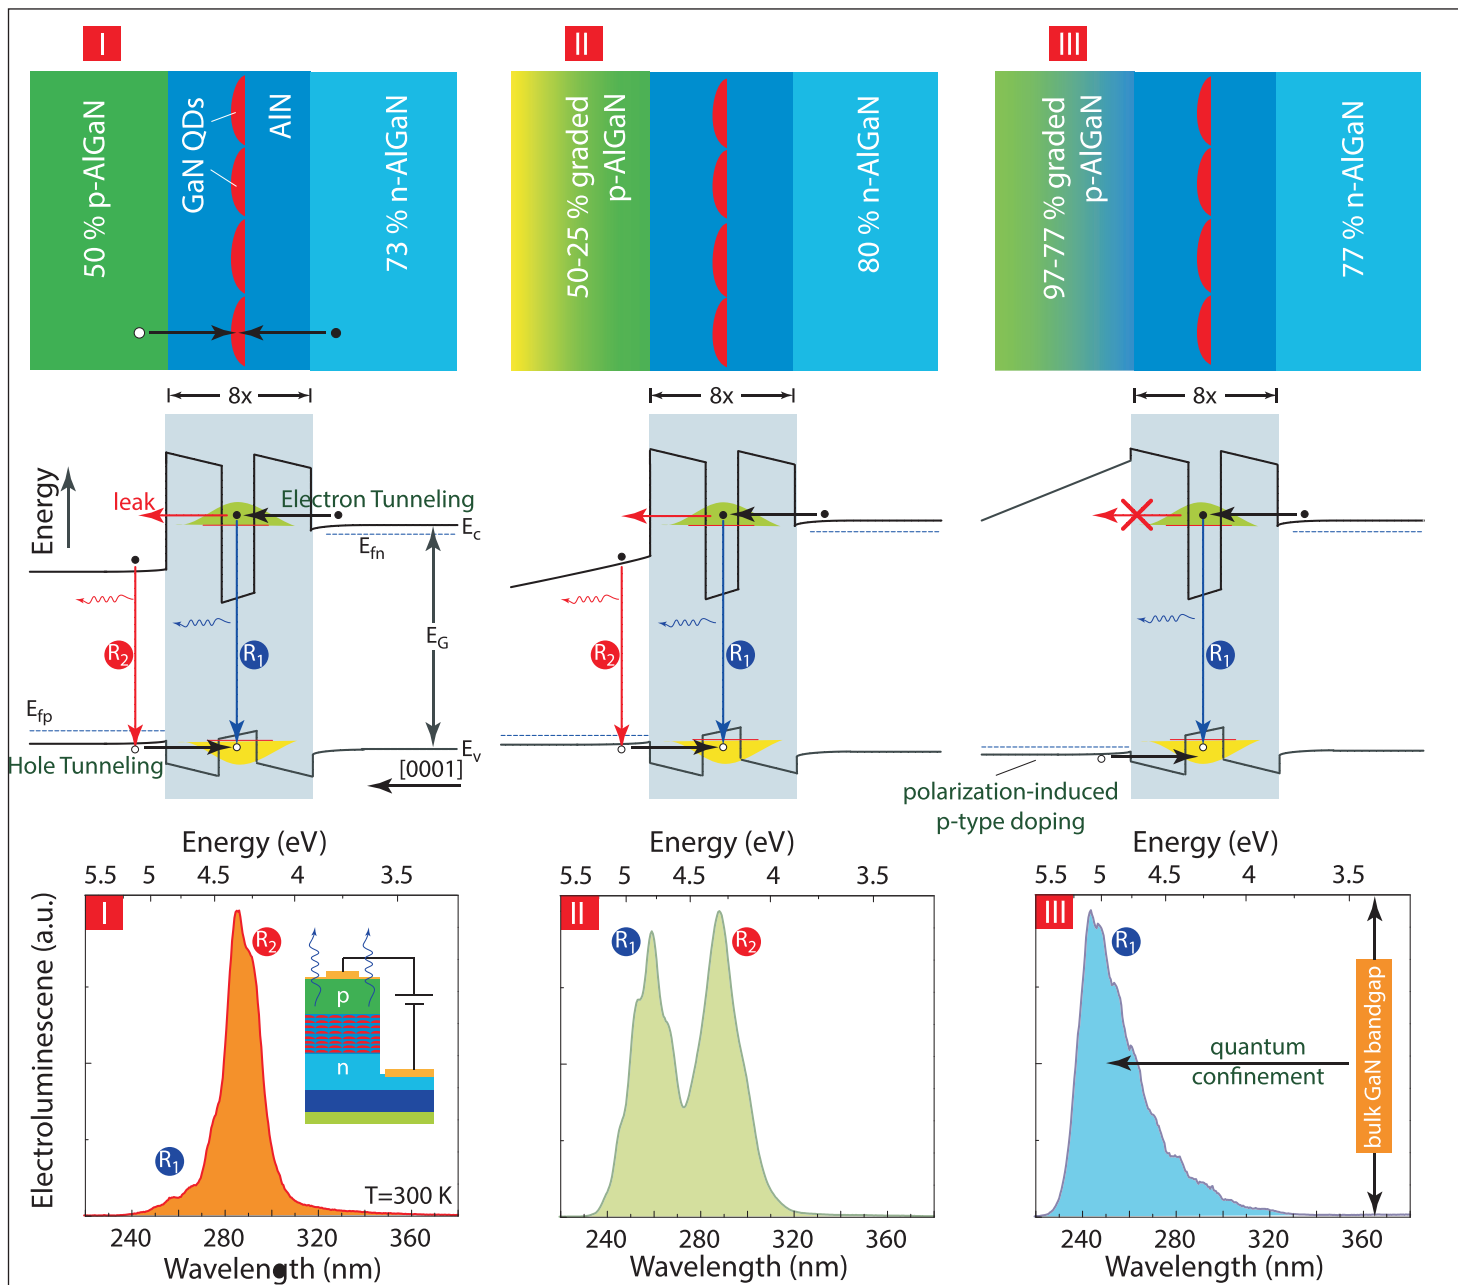 I
II
III
50 % p-AlGaN
GaN QDs
AlN
73 % n-AlGaN
50-25 % graded
p-AlGaN
80 % n-AlGaN
97-77 % graded
p-AlGaN
77 % n-AlGaN
8x
8x
8x
Energy
leak
Electron Tunneling
Ec
Efn
EG
R2
R1
R2
R1
R1
Efp
Ev
Hole Tunneling
[0001]
polarization-induced
p-type doping
Energy (eV)
Energy (eV)
Energy (eV)
5.5 5 4.5 4 3.5
5.5 5 4.5 4 3.5
5.5 5 4.5 4 3.5
Electroluminescene (a.u.)
I
R2
R1
p
n
T=300 K
II
R1
R2
III
R1
quantum
confinement
bulk GaN bandgap
240 280 320 360
240 280 320 360
240 280 320 360
Wavelength (nm)
Wavelength (nm)
Wavelength (nm)